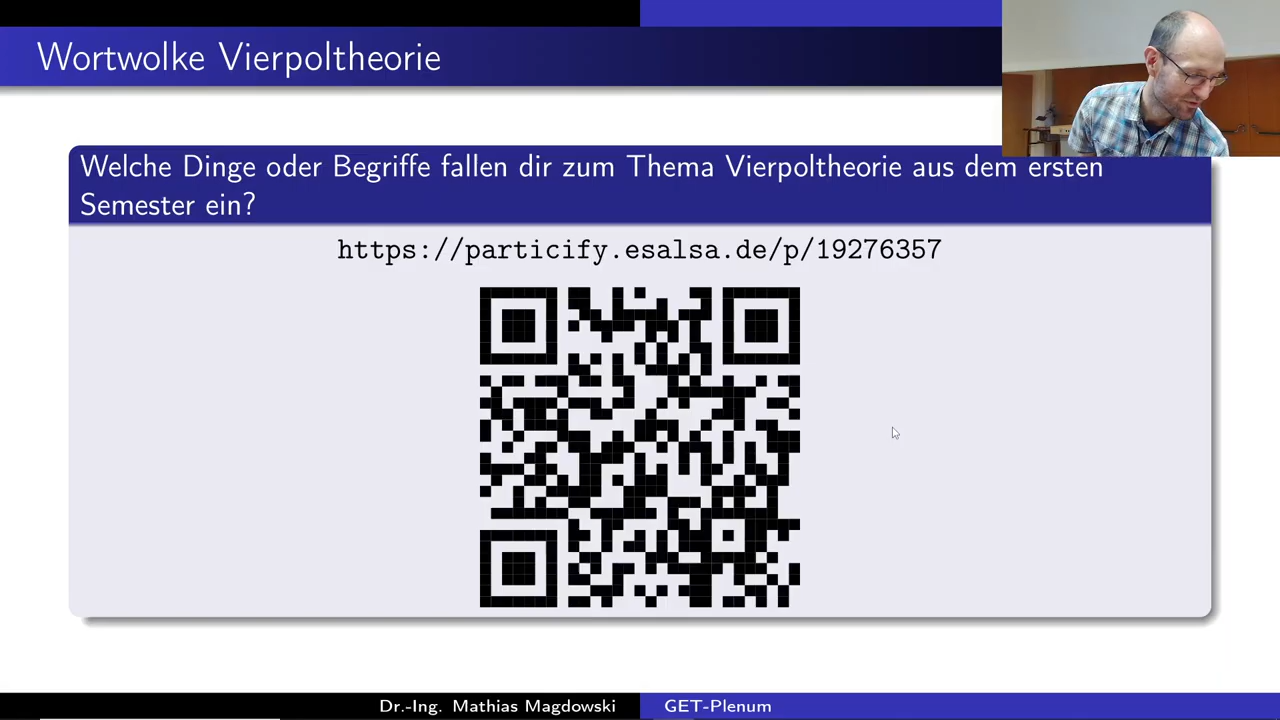 Wortwolke Vierpoltheorie
Welche Dinge oder Begriffe fallen dir zum Thema Vierpoltheorie aus dem ersten
Semester ein?
https://particify.esalsa.de/p/19276357
Dr.-Ing. Mathias Magdowski
GET-Plenum